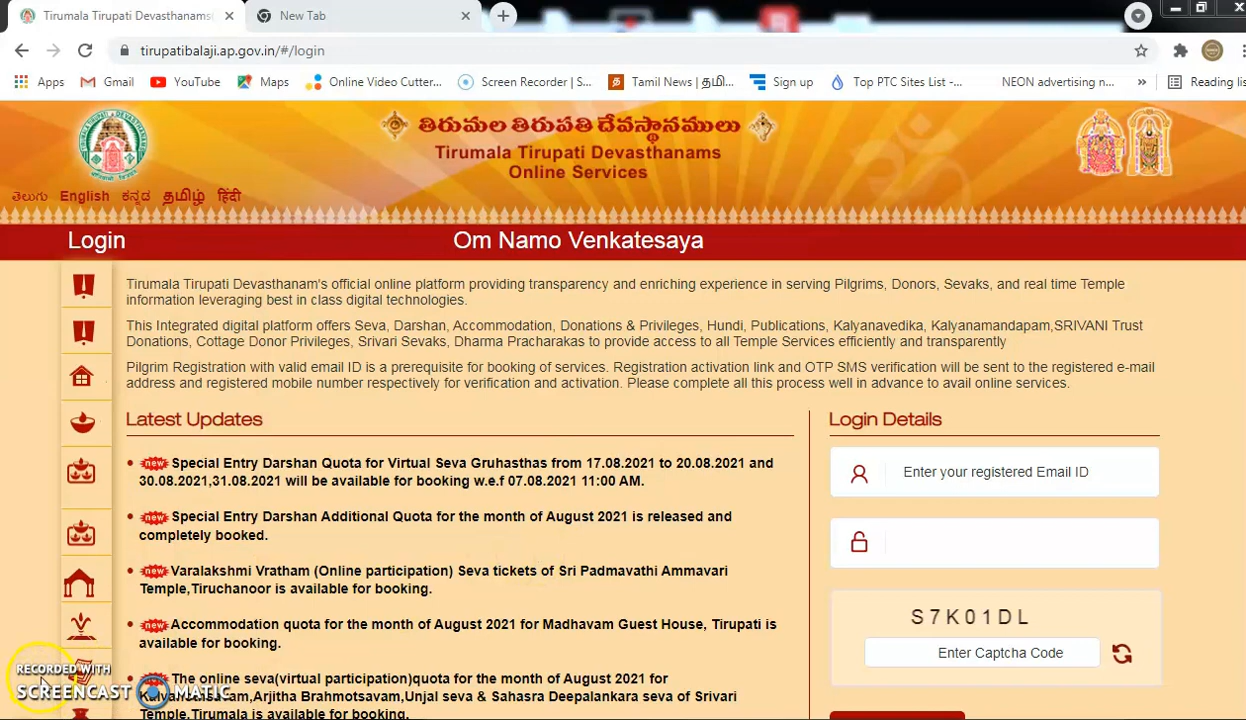 Tirumala Tirupati Devasthanams
New Tab
tirupatibalaji.ap.gov.in/#/login
Apps Gmail YouTube Maps Online Video Cutter... Screen Recorder | S... Tamil News | தமி... Sign up Top PTC Sites List -... NEON advertising n... » Reading list
తిరుమల తిరుపతి దేవస్థానములు
Tirumala Tirupati Devasthanams
Online Services
తెలుగు English ಕನ್ನಡ தமிழ் हिंदी
Login Om Namo Venkatesaya
Tirumala Tirupati Devasthanam's official online platform providing transparency and enriching experience in serving Pilgrims, Donors, Sevaks, and real time Temple
information leveraging best in class digital technologies.
This Integrated digital platform offers Seva, Darshan, Accommodation, Donations & Privileges, Hundi, Publications, Kalyanavedika, Kalyanamandapam,SRIVANI Trust
Donations, Cottage Donor Privileges, Srivari Sevaks, Dharma Pracharakas to provide access to all Temple Services efficiently and transparently
Pilgrim Registration with valid email ID is a prerequisite for booking of services. Registration activation link and OTP SMS verification will be sent to the registered e-mail
address and registered mobile number respectively for verification and activation. Please complete all this process well in advance to avail online services.
Latest Updates
• new Special Entry Darshan Quota for Virtual Seva Gruhasthas from 17.08.2021 to 20.08.2021 and
30.08.2021,31.08.2021 will be available for booking w.e.f 07.08.2021 11:00 AM.
• new Special Entry Darshan Additional Quota for the month of August 2021 is released and
completely booked.
• new Varalakshmi Vratham (Online participation) Seva tickets of Sri Padmavathi Ammavari
Temple,Tiruchanoor is available for booking.
• new Accommodation quota for the month of August 2021 for Madhavam Guest House, Tirupati is
available for booking.
• The online seva(virtual participation)quota for the month of August 2021 for
Kalyanotsavam,Arjitha Brahmotsavam,Unjal seva & Sahasra Deepalankara seva of Srivari
Temple,Tirumala is available for booking.
Login Details
Enter your registered Email ID
S7K01DL
Enter Captcha Code
RECORDED WITH
SCREENCAST MATIC